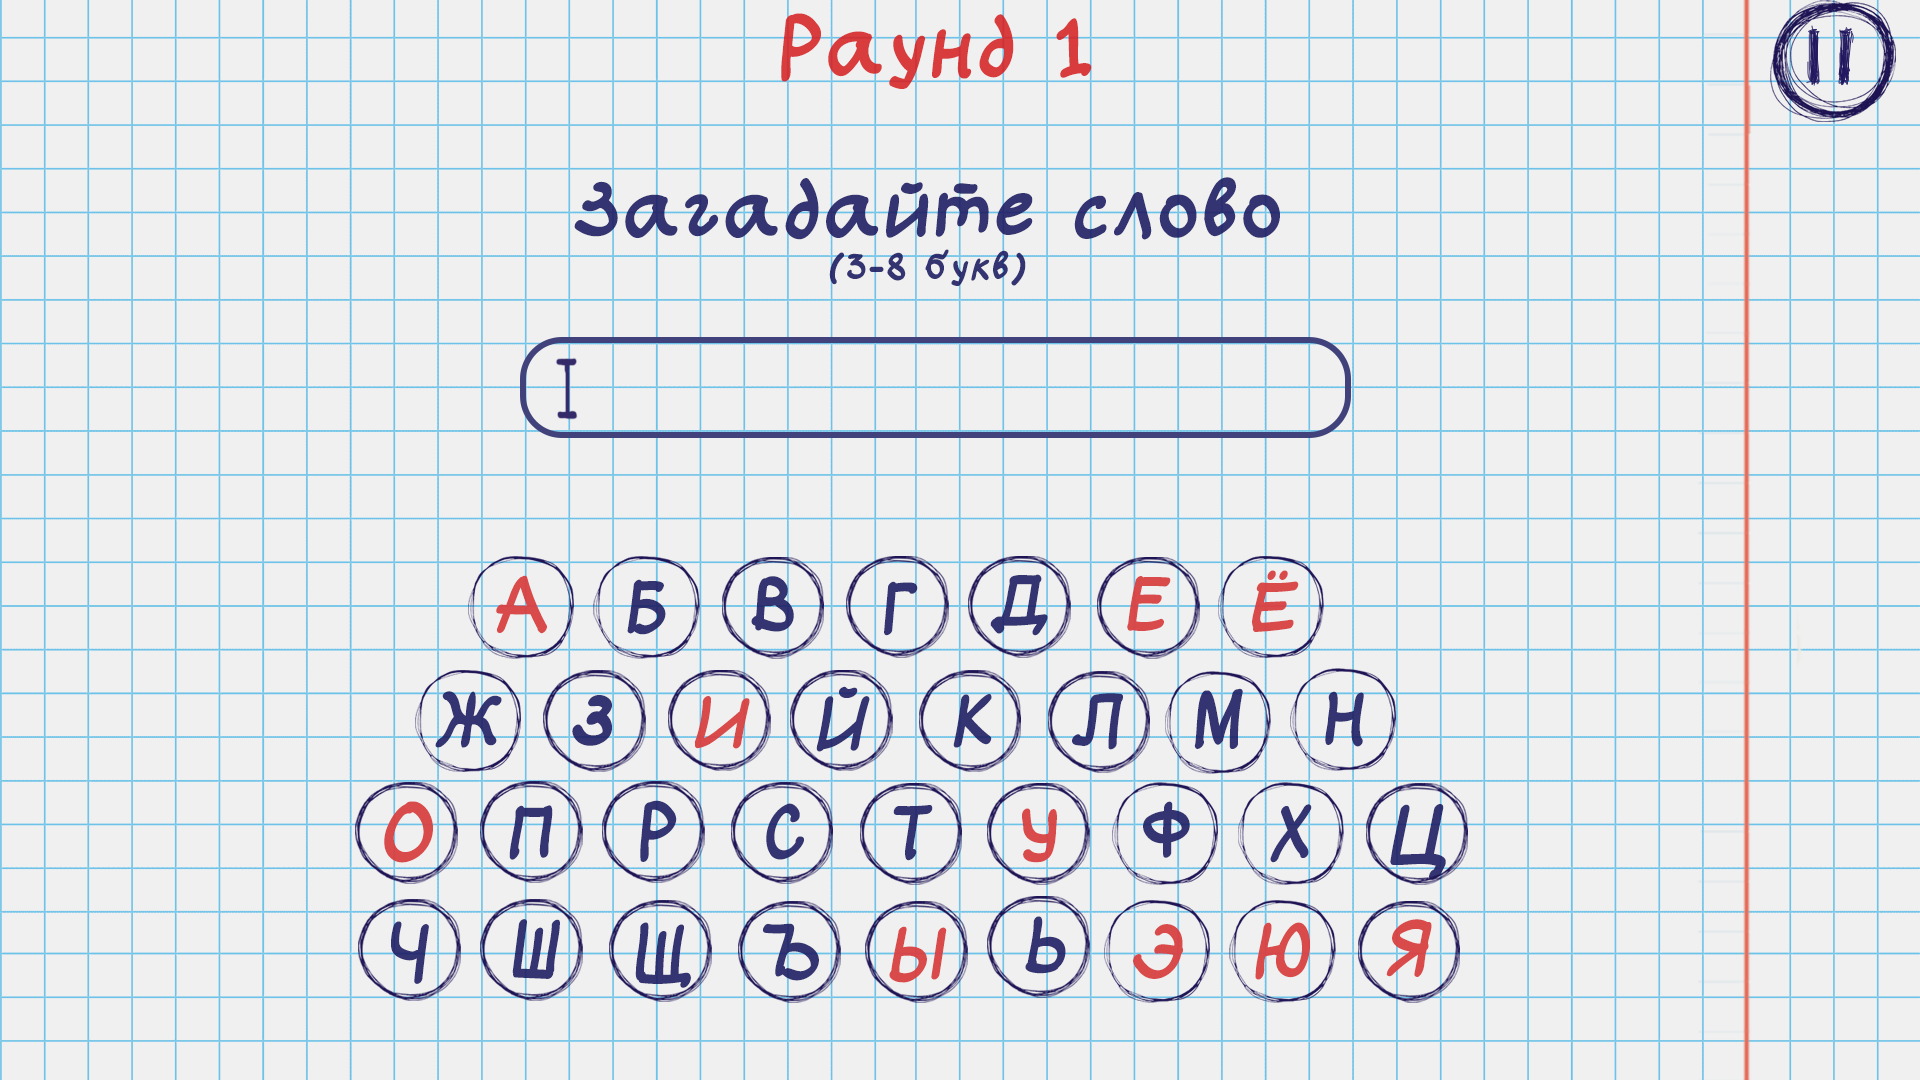 Раунд 1
Загадайте слово
(3-8 букв)
А Б В Г Д Е Ё
Ж З И Й К Л М Н
О П Р С Т У Ф Х Ц
Ч Ш Щ Ъ Ы Ь Э Ю Я